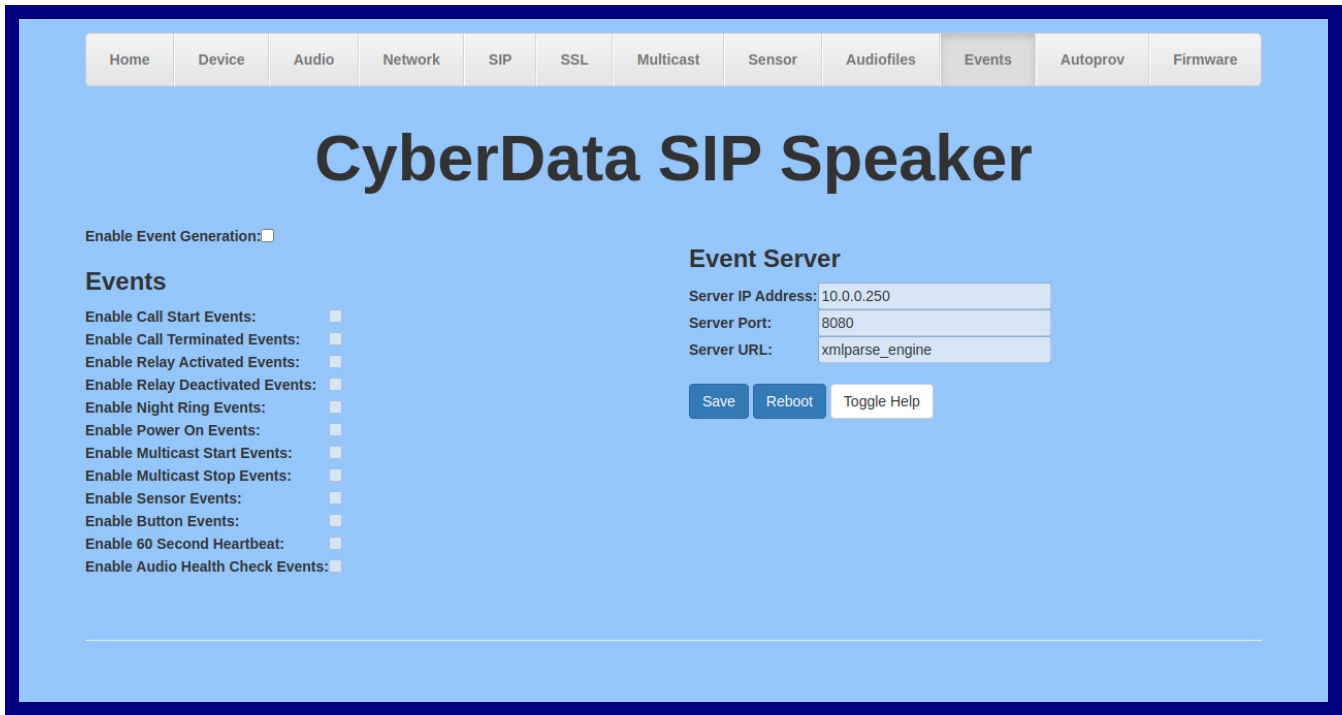 Home Device Audio Network SIP SSL Multicast Sensor Audiofiles Events Autoprov Firmware
CyberData SIP Speaker
Enable Event Generation:
Events
Enable Call Start Events:
Enable Call Terminated Events:
Enable Relay Activated Events:
Enable Relay Deactivated Events:
Enable Night Ring Events:
Enable Power On Events:
Enable Multicast Start Events:
Enable Multicast Stop Events:
Enable Sensor Events:
Enable Button Events:
Enable 60 Second Heartbeat:
Enable Audio Health Check Events:
Event Server
Server IP Address: 10.0.0.250
Server Port: 8080
Server URL: xmlparse_engine
Save Reboot Toggle Help